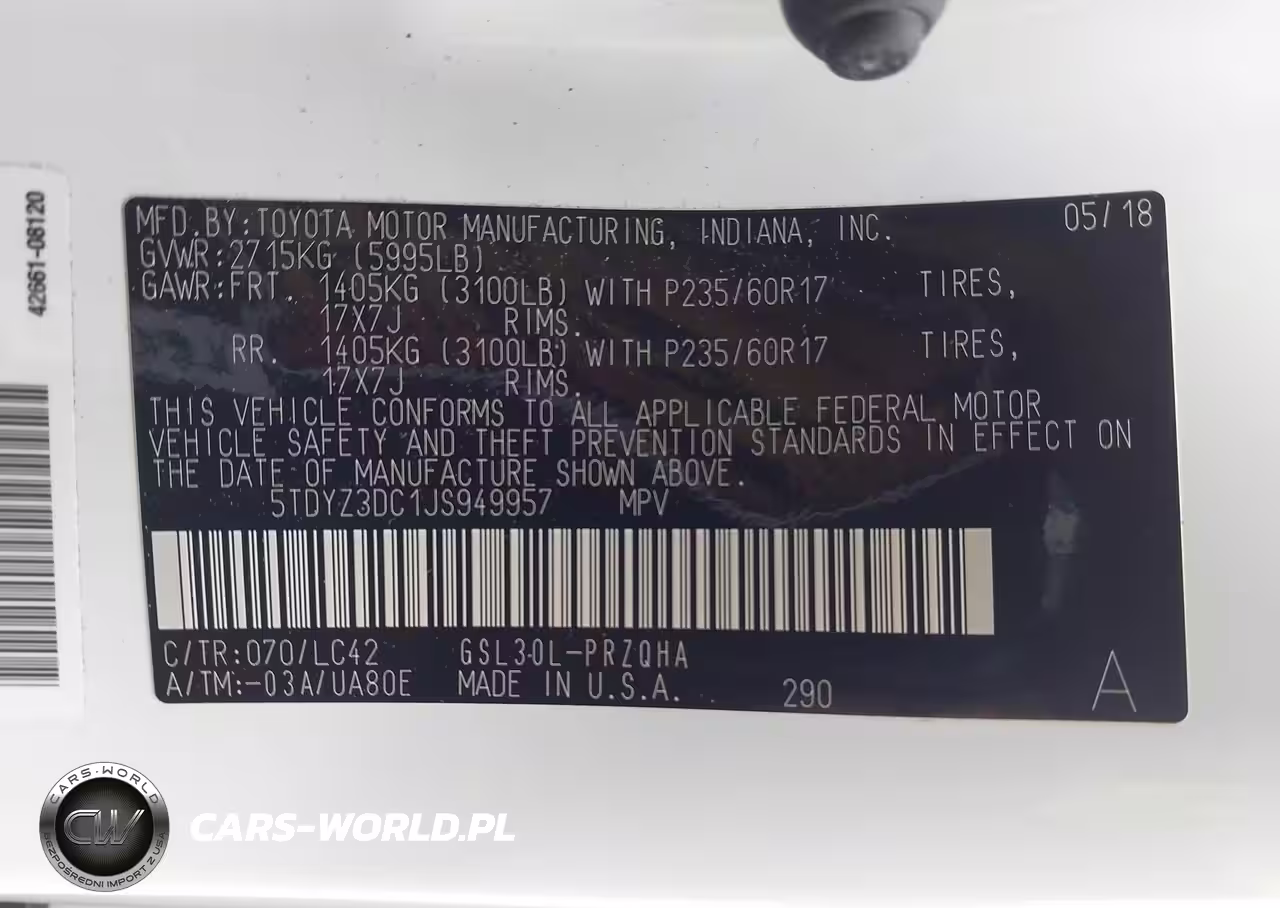 42661-08120
MFD.BY:TOYOTA MOTOR MANUFACTURING, INDIANA, INC. 05/18
GVWR:2715KG (5995LB)
GAWR:FRT. 1405KG (3100LB) WITH P235/60R17 TIRES,
17X7J RIMS.
RR. 1405KG (3100LB) WITH P235/60R17 TIRES,
17X7J RIMS.
THIS VEHICLE CONFORMS TO ALL APPLICABLE FEDERAL MOTOR
VEHICLE SAFETY AND THEFT PREVENTION STANDARDS IN EFFECT ON
THE DATE OF MANUFACTURE SHOWN ABOVE.
5TDYZ3DC1JS949957 MPV
C/TR:070/LC42 GSL30L-PRZQHA
A/TM:-03A/UA80E MADE IN U.S.A. 290 A
CARS-WORLD
CW
BEZPOŚREDNI IMPORT Z USA
CARS-WORLD.PL